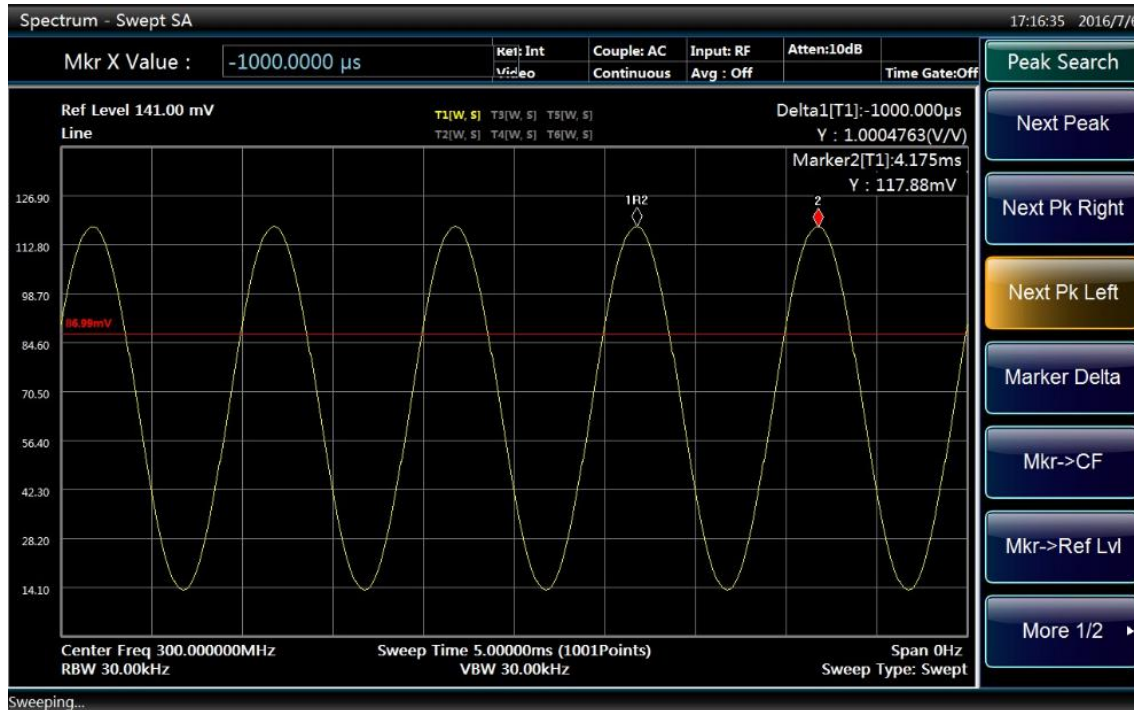 Spectrum - Swept SA 17:16:35 2016/7/6
Mkr X Value : -1000.0000 µs
Ref: Int Couple: AC Input: RF Atten:10dB
Video Continuous Avg : Off Time Gate:Off
Peak Search
Ref Level 141.00 mV T1[W, S] T3[W, S] T5[W, S] Delta1[T1]:-1000.000µs
Line T2[W, S] T4[W, S] T6[W, S] Y : 1.0004763(V/V)
Marker2[T1]:4.175ms
Y : 117.88mV
1R2 2
126.90
112.80
98.70
86.99mV
84.60
70.50
56.40
42.30
28.20
14.10
Center Freq 300.000000MHz Sweep Time 5.00000ms (1001Points) Span 0Hz
RBW 30.00kHz VBW 30.00kHz Sweep Type: Swept
Next Peak
Next Pk Right
Next Pk Left
Marker Delta
Mkr->CF
Mkr->Ref Lvl
More 1/2
Sweeping...